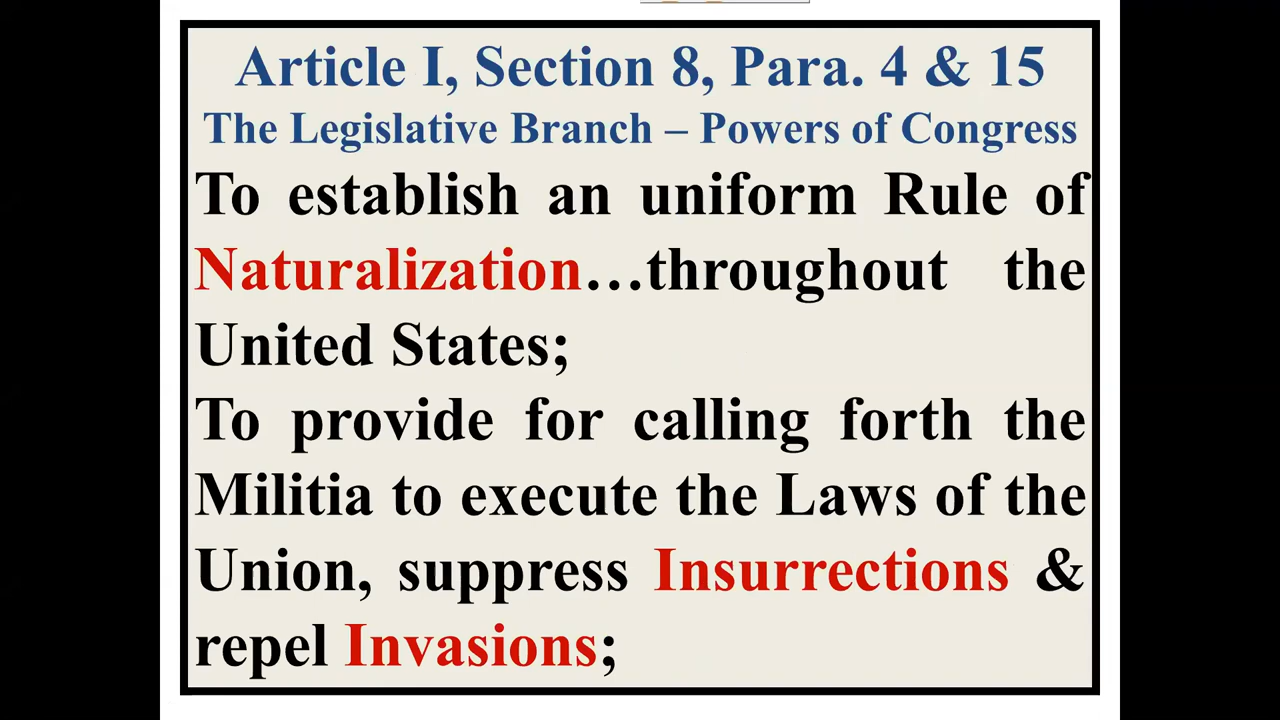 Article I, Section 8, Para. 4 & 15
The Legislative Branch – Powers of Congress
To establish an uniform Rule of
Naturalization…throughout the
United States;
To provide for calling forth the
Militia to execute the Laws of the
Union, suppress Insurrections &
repel Invasions;